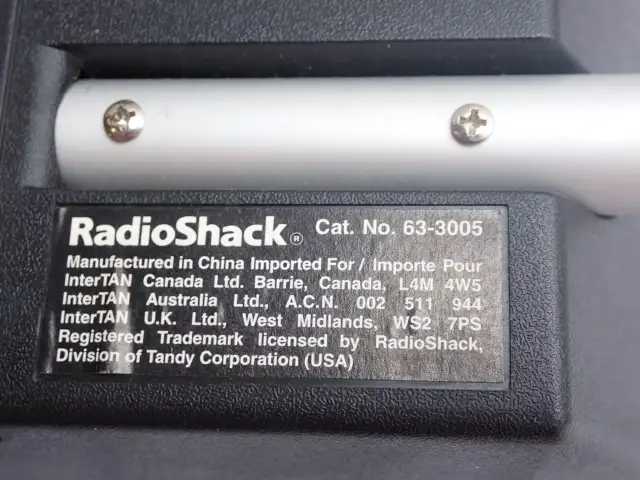 RadioShack® Cat. No. 63-3005
Manufactured in China Imported For / Importe Pour
InterTAN Canada Ltd. Barrie, Canada, L4M 4W5
InterTAN Australia Ltd., A.C.N. 002 511 944
InterTAN U.K. Ltd., West Midlands, WS2 7PS
Registered Trademark licensed by RadioShack,
Division of Tandy Corporation (USA)